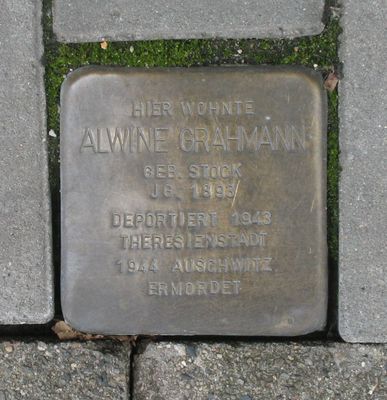 HIER WOHNTE
ALWINE GRAHMANN
GEB. STOCK
JG. 1893
DEPORTIERT 1943
THERESIENSTADT
1944 AUSCHWITZ
ERMORDET